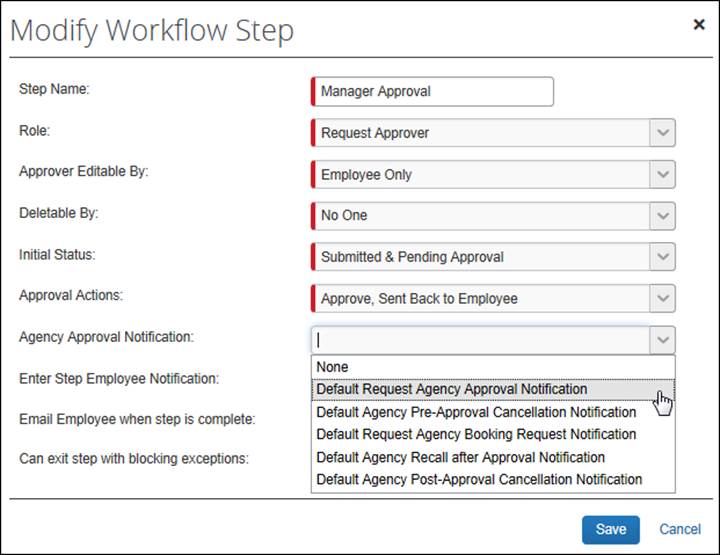 Modify Workflow Step
Step Name: Manager Approval
Role: Request Approver
Approver Editable By: Employee Only
Deletable By: No One
Initial Status: Submitted & Pending Approval
Approval Actions: Approve, Sent Back to Employee
Agency Approval Notification:
None
Enter Step Employee Notification: Default Request Agency Approval Notification
Default Agency Pre-Approval Cancellation Notification
Email Employee when step is complete: Default Request Agency Booking Request Notification
Can exit step with blocking exceptions: Default Agency Recall after Approval Notification
Default Agency Post-Approval Cancellation Notification
Save Cancel